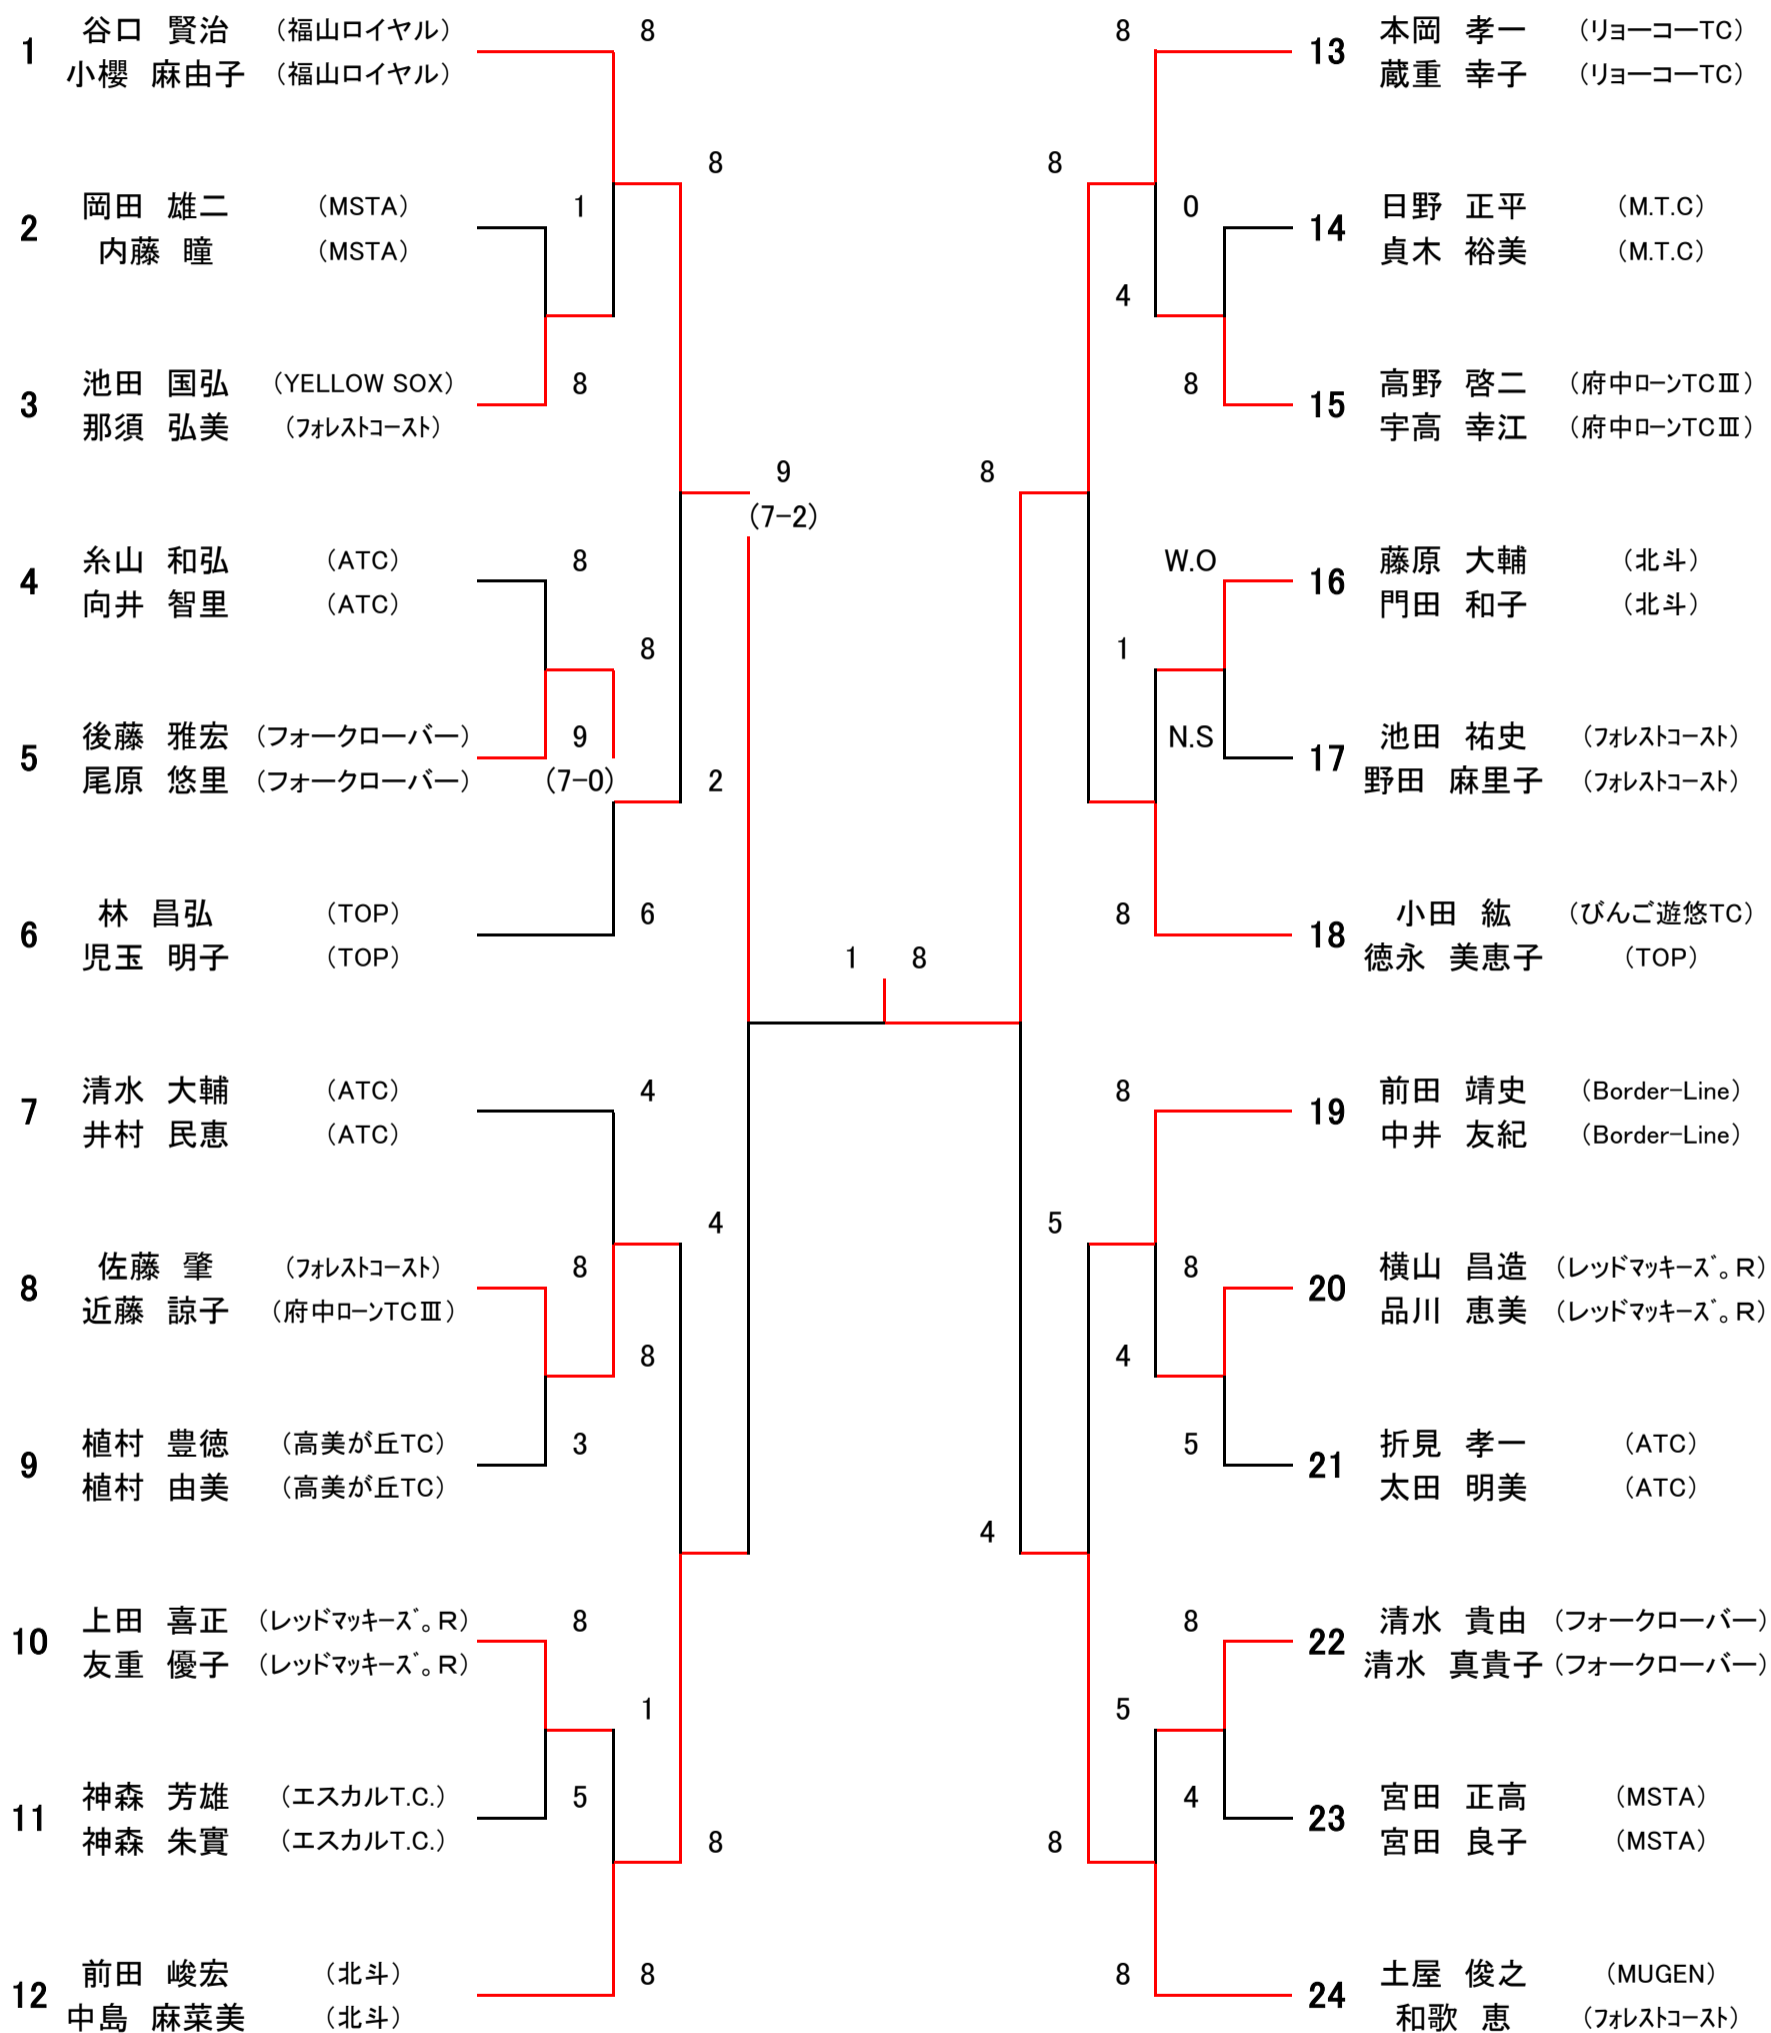 谷口 賢治 （福山ロイヤル） 8
1
小櫻 麻由子 （福山ロイヤル）
8
岡田 雄二 （MSTA） 1
2
内藤 瞳 （MSTA）
池田 国弘 （YELLOW SOX） 8
3
那須 弘美 （フォレストコースト）
9
(7-2)
糸山 和弘 （ATC） 8
4
向井 智里 （ATC）
8
後藤 雅宏 （フォークローバー） 9
5
尾原 悠里 （フォークローバー） (7-0) 2
林 昌弘 （TOP） 6
6
児玉 明子 （TOP）
1 8
清水 大輔 （ATC） 4
7
井村 民恵 （ATC）
4
佐藤 肇 （フォレストコースト） 8
8
近藤 諒子 （府中ローンTCⅢ）
8
植村 豊徳 （高美が丘TC） 3
9
植村 由美 （高美が丘TC）
上田 喜正 （レッドマッキーズ。R） 8
10
友重 優子 （レッドマッキーズ。R）
1
神森 芳雄 （エスカルT.C.） 5
11
神森 朱實 （エスカルT.C.） 8
前田 峻宏 （北斗） 8
12
中島 麻菜美 （北斗）
8 本岡 孝一 （リョーコーTC）
13
蔵重 幸子 （リョーコーTC）
8
0 日野 正平 （M.T.C）
14
貞木 裕美 （M.T.C）
4
8 高野 啓二 （府中ローンTCⅢ）
15
宇高 幸江 （府中ローンTCⅢ）
8
W.O 藤原 大輔 （北斗）
16
門田 和子 （北斗）
1
N.S 池田 祐史 （フォレストコースト）
17
野田 麻里子 （フォレストコースト）
8 小田 紘 （びんご遊悠TC）
18
徳永 美恵子 （TOP）
8 前田 靖史 （Border-Line）
19
中井 友紀 （Border-Line）
5
8 横山 昌造 （レッドマッキーズ。R）
20
品川 恵美 （レッドマッキーズ。R）
4
5 折見 孝一 （ATC）
21
太田 明美 （ATC）
4
8 清水 貴由 （フォークローバー）
22
清水 真貴子 （フォークローバー）
5
4 宮田 正高 （MSTA）
23
8 宮田 良子 （MSTA）
8 土屋 俊之 （MUGEN）
24
和歌 恵 （フォレストコースト）